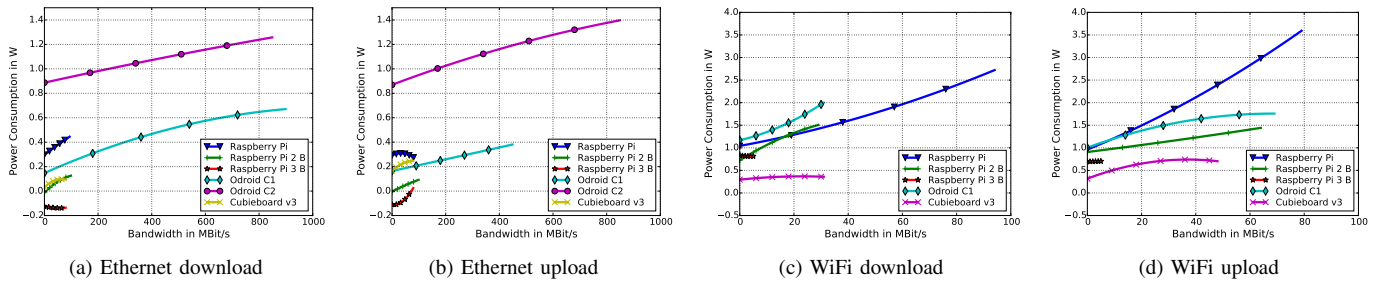 1.4
1.2
1.0
0.8
0.6
0.4
0.2
0.0
−0.2
Power Consumption in W
0 200 400 600 800 1000
Bandwidth in MBit/s
Raspberry Pi
Raspberry Pi 2 B
Raspberry Pi 3 B
Odroid C1
Odroid C2
Cubieboard v3
(a) Ethernet download
1.4
1.2
1.0
0.8
0.6
0.4
0.2
0.0
−0.2
Power Consumption in W
0 200 400 600 800 1000
Bandwidth in MBit/s
Raspberry Pi
Raspberry Pi 2 B
Raspberry Pi 3 B
Odroid C1
Odroid C2
Cubieboard v3
(b) Ethernet upload
4.0
3.5
3.0
2.5
2.0
1.5
1.0
0.5
0.0
−0.5
Power Consumption in W
0 20 40 60 80 100
Bandwidth in MBit/s
Raspberry Pi
Raspberry Pi 2 B
Raspberry Pi 3 B
Odroid C1
Cubieboard v3
(c) WiFi download
4.0
3.5
3.0
2.5
2.0
1.5
1.0
0.5
0.0
−0.5
Power Consumption in W
0 20 40 60 80 100
Bandwidth in MBit/s
Raspberry Pi
Raspberry Pi 2 B
Raspberry Pi 3 B
Odroid C1
Cubieboard v3
(d) WiFi upload